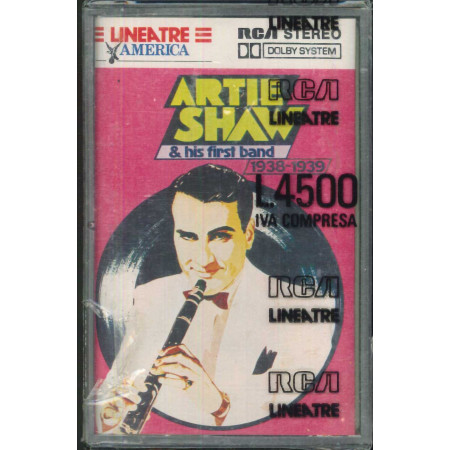 LINEATRE
AMERICA
LINEATRE
RCA STEREO
DOLBY SYSTEM
ARTIE
SHAW
& his first band
1938-1939
RCA
LINEATRE
L.4500
IVA COMPRESA
RCA
LINEATRE
RCA
LINEATRE